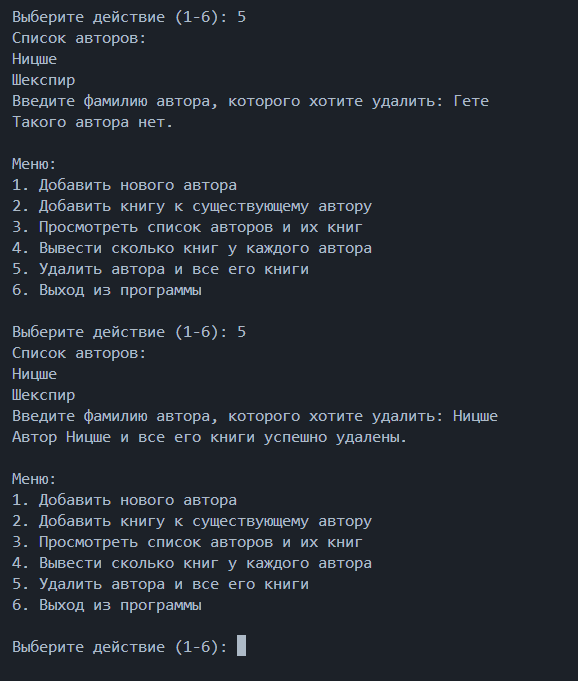 Выберите действие (1-6): 5
Список авторов:
Ницше
Шекспир
Введите фамилию автора, которого хотите удалить: Гете
Такого автора нет.

Меню:
1. Добавить нового автора
2. Добавить книгу к существующему автору
3. Просмотреть список авторов и их книг
4. Вывести сколько книг у каждого автора
5. Удалить автора и все его книги
6. Выход из программы

Выберите действие (1-6): 5
Список авторов:
Ницше
Шекспир
Введите фамилию автора, которого хотите удалить: Ницше
Автор Ницше и все его книги успешно удалены.

Меню:
1. Добавить нового автора
2. Добавить книгу к существующему автору
3. Просмотреть список авторов и их книг
4. Вывести сколько книг у каждого автора
5. Удалить автора и все его книги
6. Выход из программы

Выберите действие (1-6):